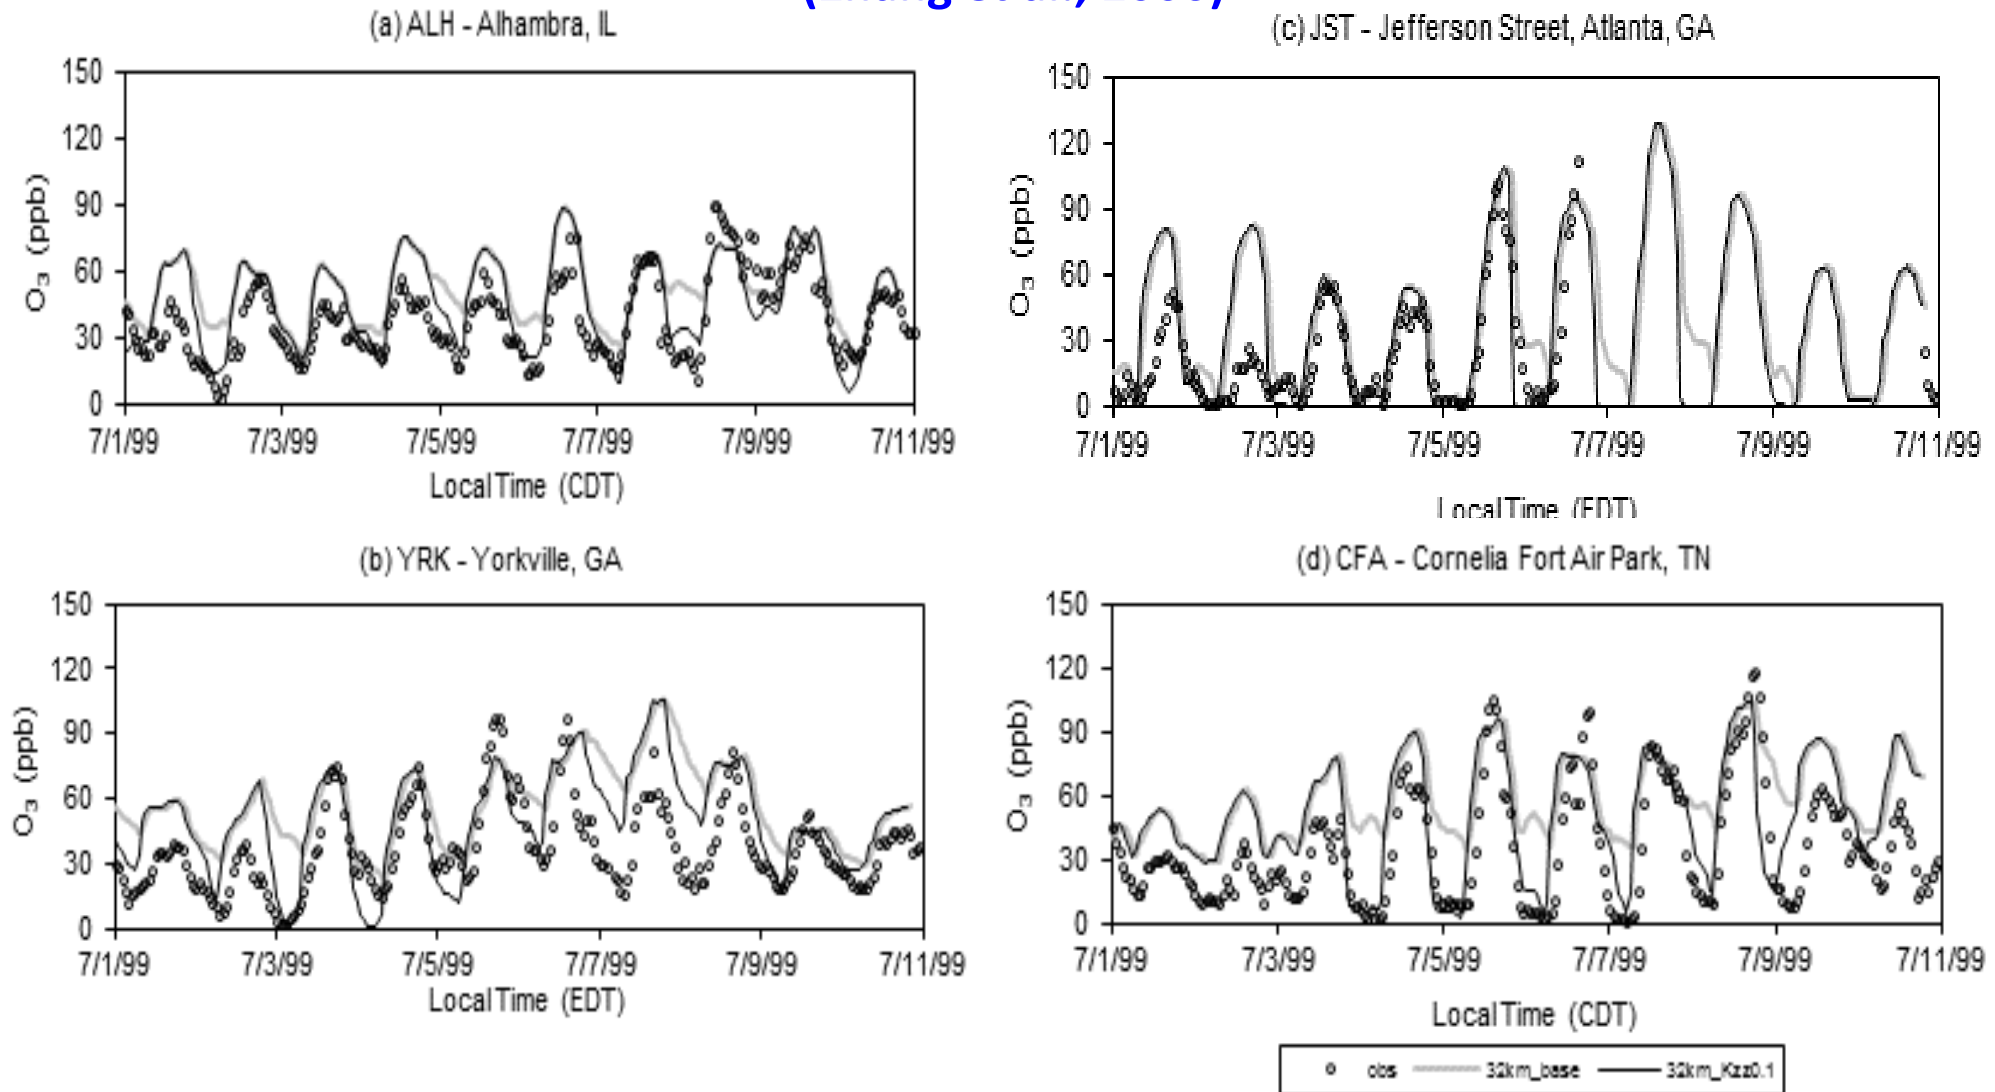 (a) ALH - Alhambra, IL
150
120
90
60
30
0
O₃ (ppb)
7/1/99 7/3/99 7/5/99 7/7/99 7/9/99 7/11/99
Local Time (CDT)
(c) JST - Jefferson Street, Atlanta, GA
150
120
90
60
30
0
O₃ (ppb)
7/1/99 7/3/99 7/5/99 7/7/99 7/9/99 7/11/99
Local Time (EDT)
(b) YRK - Yorkville, GA
150
120
90
60
30
0
O₃ (ppb)
7/1/99 7/3/99 7/5/99 7/7/99 7/9/99 7/11/99
Local Time (EDT)
(d) CFA - Cornelia Fort Air Park, TN
150
120
90
60
30
0
O₃ (ppb)
7/1/99 7/3/99 7/5/99 7/7/99 7/9/99 7/11/99
Local Time (CDT)
obs 32km_base 32km_Kzz0.1